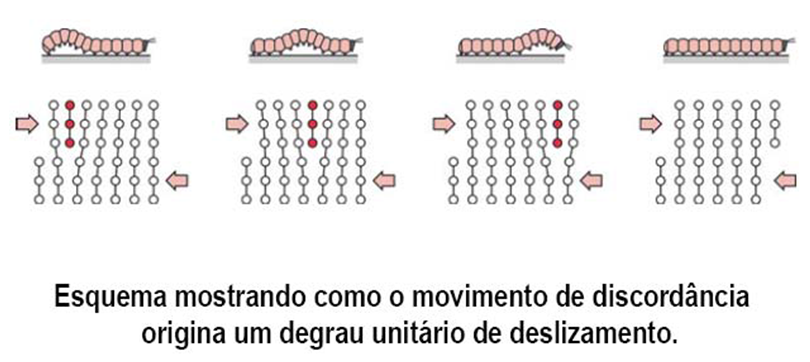 Esquema mostrando como o movimento de discordância
origina um degrau unitário de deslizamento.